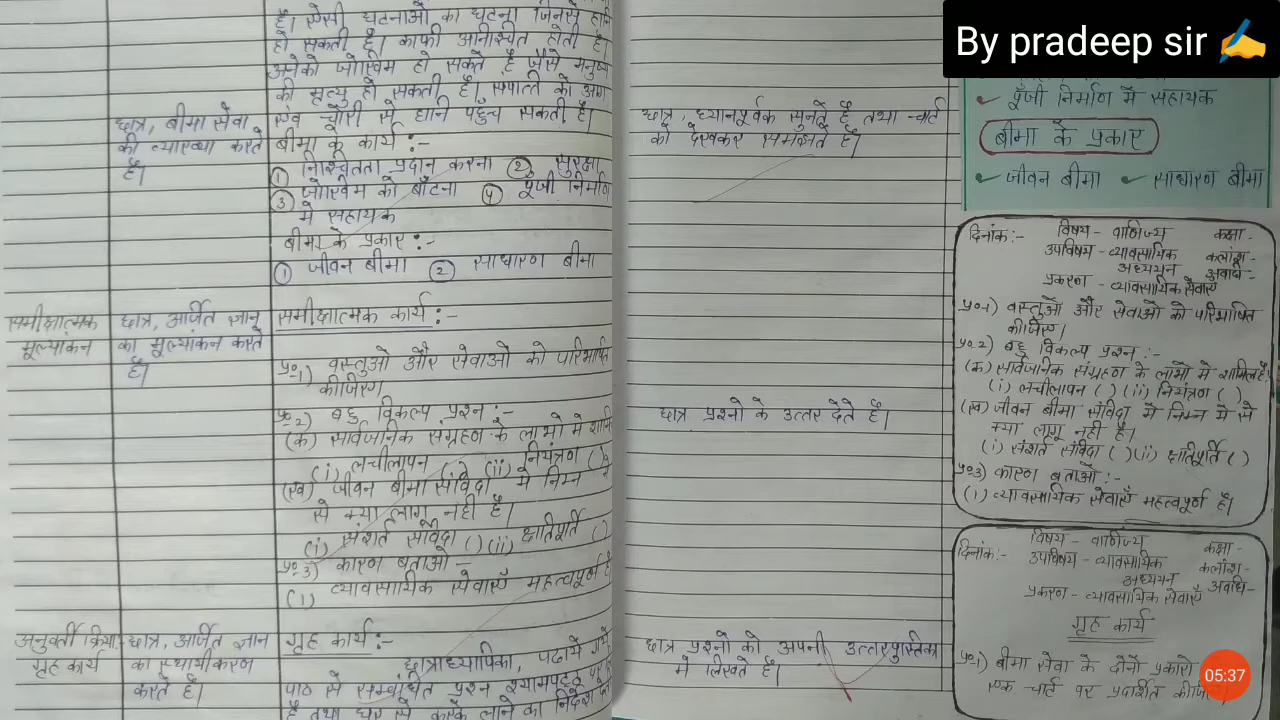 By pradeep sir ✍️
है। ऐसी घटनाओं का घटना जिनसे हानि
हो सकती है। काफी अनिश्चित होती है।
अनेको जोखिम हो सकते है जैसे मनुष्य
की मृत्यु हो सकती है। सपत्ति को आग
एंव चोरी से हानि पहुँच सकती है।
छात्र, बीमा सेवा
की व्याख्या करते
है।
बीमा के कार्य :-
① निश्चितता प्रदान करना ② सुरक्षा
③ जोखिम को बाँटना ④ पूँजी निर्माण
मे सहायक
बीमा के प्रकार :-
① जीवन बीमा ② साधारण बीमा
समीक्षात्मक
मूल्यांकन
छात्र, अर्जित ज्ञान
का मूल्यांकन करते
है।
समीक्षात्मक कार्य :-
प्र०1) वस्तुओ और सेवाओ को परिभाषित
कीजिए
प्र०2) बहु विकल्प प्रश्न :-
(क) सार्वजनिक संग्रहण के लाभो मे
(i) लचीलापन ( ) (ii) नियंत्रण ( )
(ख) जीवन बीमा संविदा मे निम्न मे
से क्या लागू नही है।
(i) संशर्त संविदा ( ) (ii) क्षतिपूर्ति ( )
प्र०3) कारण बताओ -
(1) व्यावसायिक सेवाएँ महत्वपूर्ण है
अनुवर्ती क्रिया
गृह कार्य
छात्र, अर्जित ज्ञान
का स्थायीकरण
करते है।
गृह कार्य :-
छात्राध्यापिका, पढाये गये
पाठ से सम्बंधित प्रश्न श्यामपट्ट पर
है तथा घर से करके लाने का निर्देश
छात्र, ध्यानपूर्वक सुनते है तथा चार्ट
को देखकर समझते है।
छात्र प्रश्नो के उत्तर देते है।
छात्र प्रश्नो को अपनी उत्तरपुस्तिका
मे लिखते है।
✓ पूँजी निर्माण में सहायक
बीमा के प्रकार
✓ जीवन बीमा ✓ साधारण बीमा
दिनांक:- विषय - वाणिज्य कक्षा -
उपविषय - व्यावसायिक कलांश-
अध्ययन अवधि-
प्रकरण - व्यावसायिक सेवाएँ
प्र०1) वस्तुओं और सेवाओ को परिभाषित
कीजिए।
प्र०2) बहु विकल्प प्रश्न :-
(क) सार्वजनिक संग्रहण के लाभो मे शामिल है।
(i) लचीलापन ( ) (ii) नियंत्रण ( )
(ख) जीवन बीमा संविदा में निम्न मे से
क्या लागू नही है।
(i) संशर्त संविदा ( ) (ii) क्षतिपूर्ति ( )
प्र०3) कारण बताओं :-
(1) व्यावसायिक सेवाएँ महत्वपूर्ण है।
विषय - वाणिज्य कक्षा -
दिनांक:- उपविषय - व्यावसायिक कलांश-
अध्ययन अवधि-
प्रकरण - व्यावसायिक सेवाएँ
गृह कार्य
प्र०1) बीमा सेवा के दोनों प्रकारो
एक चार्ट पर प्रदर्शित
05:37